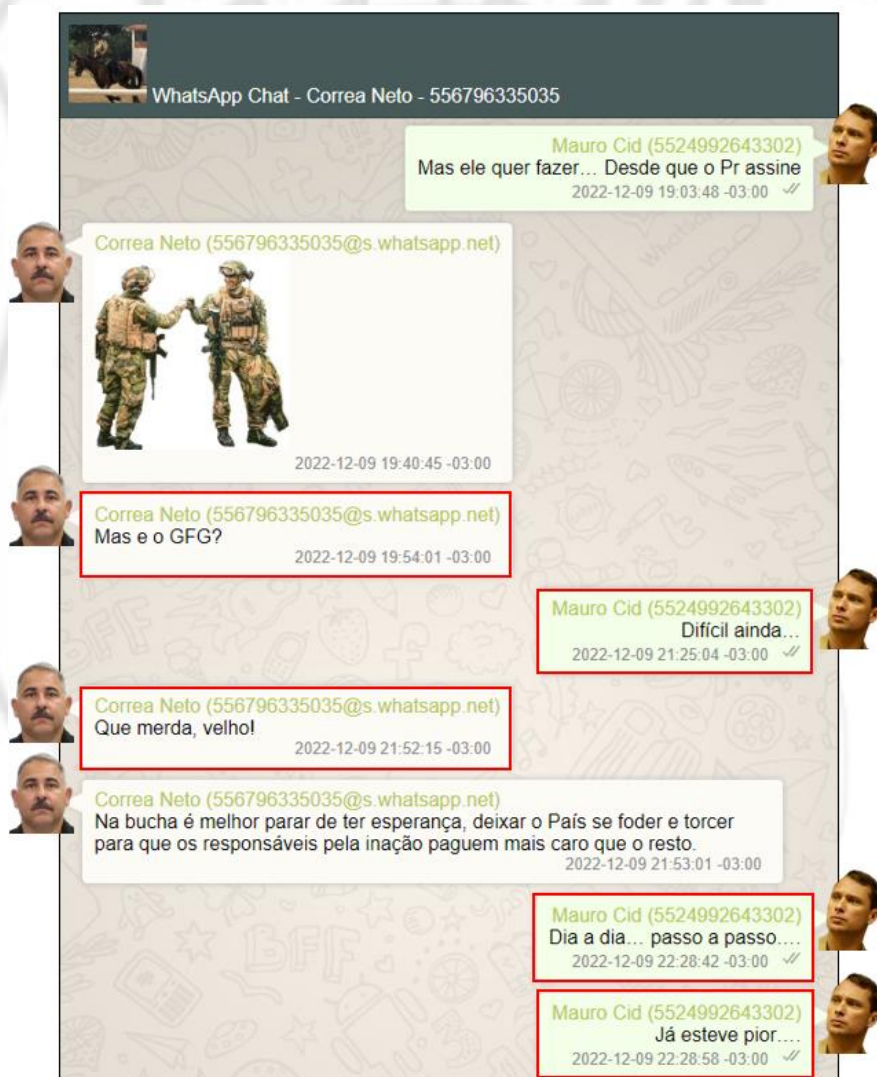 WhatsApp Chat - Correa Neto - 556796335035
Mauro Cid (5524992643302)
Mas ele quer fazer... Desde que o Pr assine
2022-12-09 19:03:48 -03:00
Correa Neto (556796335035@s.whatsapp.net)
2022-12-09 19:40:45 -03:00
Correa Neto (556796335035@s.whatsapp.net)
Mas e o GFG?
2022-12-09 19:54:01 -03:00
Mauro Cid (5524992643302)
Difícil ainda...
2022-12-09 21:25:04 -03:00
Correa Neto (556796335035@s.whatsapp.net)
Que merda, velho!
2022-12-09 21:52:15 -03:00
Correa Neto (556796335035@s.whatsapp.net)
Na bucha é melhor parar de ter esperança, deixar o País se foder e torcer
para que os responsáveis pela inação paguem mais caro que o resto.
2022-12-09 21:53:01 -03:00
Mauro Cid (5524992643302)
Dia a dia... passo a passo....
2022-12-09 22:28:42 -03:00
Mauro Cid (5524992643302)
Já esteve pior....
2022-12-09 22:28:58 -03:00